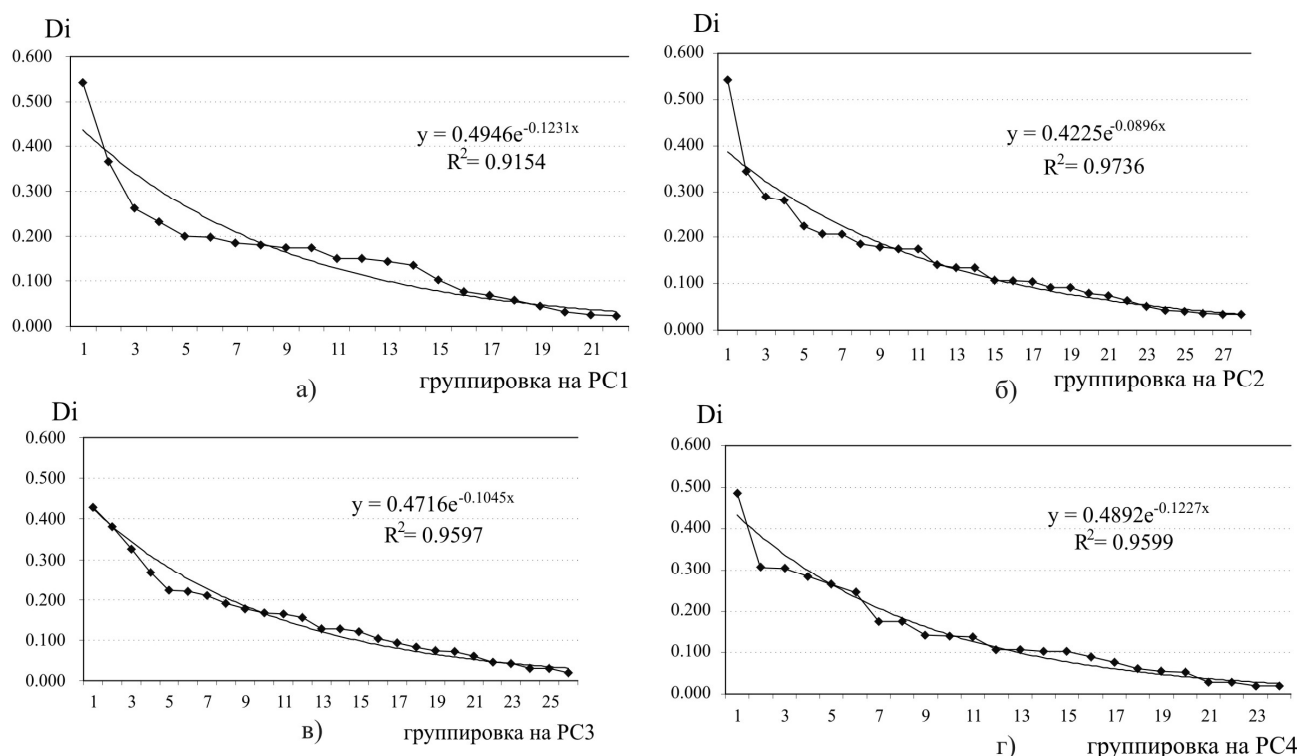 Di
0.600
0.500
0.400
0.300
0.200
0.100
0.000
y = 0.4946e^-0.1231x
R^2= 0.9154
1 3 5 7 9 11 13 15 17 19 21
а)
группировка на PC1
Di
0.600
0.500
0.400
0.300
0.200
0.100
0.000
y = 0.4225e^-0.0896x
R^2= 0.9736
1 3 5 7 9 11 13 15 17 19 21 23 25 27
группировка на PC2
б)
Di
0.600
0.500
0.400
0.300
0.200
0.100
0.000
y = 0.4716e^-0.1045x
R^2= 0.9597
1 3 5 7 9 11 13 15 17 19 21 23 25
в)
группировка на PC3
Di
0.600
0.500
0.400
0.300
0.200
0.100
0.000
y = 0.4892e^-0.1227x
R^2= 0.9599
1 3 5 7 9 11 13 15 17 19 21 23
г)
группировка на PC4